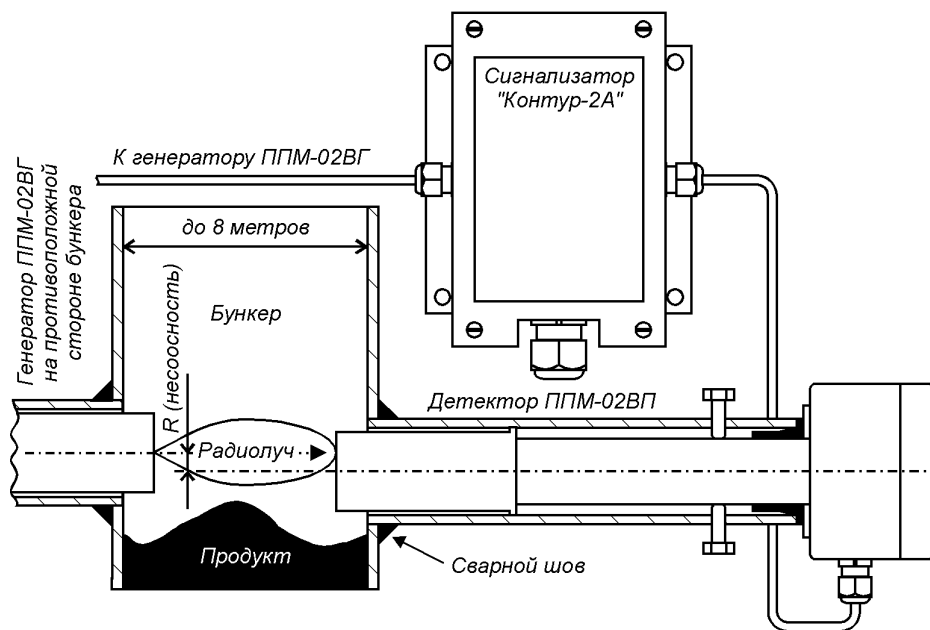 Сигнализатор
"Контур-2А"
К генератору ППМ-02ВГ
Генератор ППМ-02ВГ
на противоположной
стороне бункера
до 8 метров
R (несоосность)
Бункер
Детектор ППМ-02ВП
Радиолуч
Продукт
Сварной шов